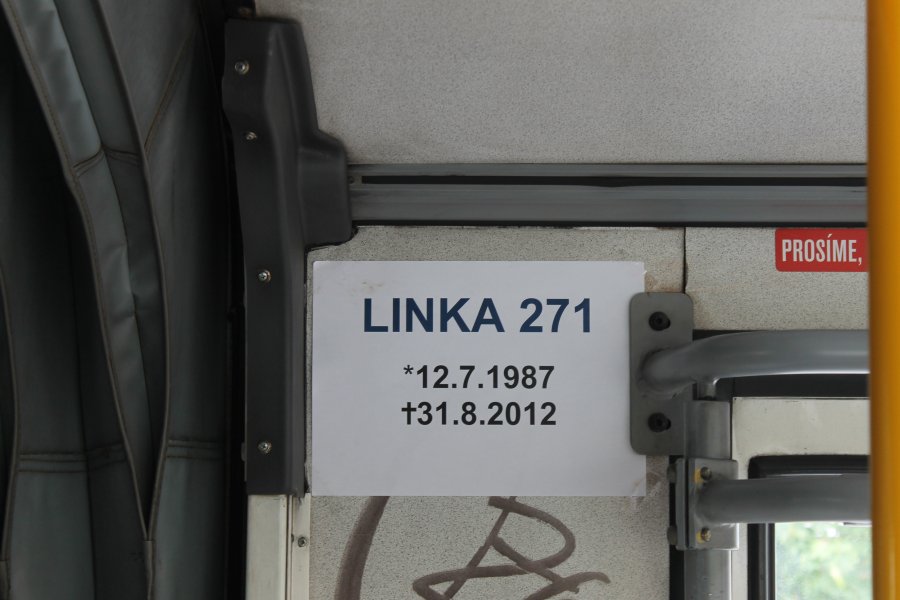 PROSÍME,
LINKA 271
*12.7.1987
✝31.8.2012